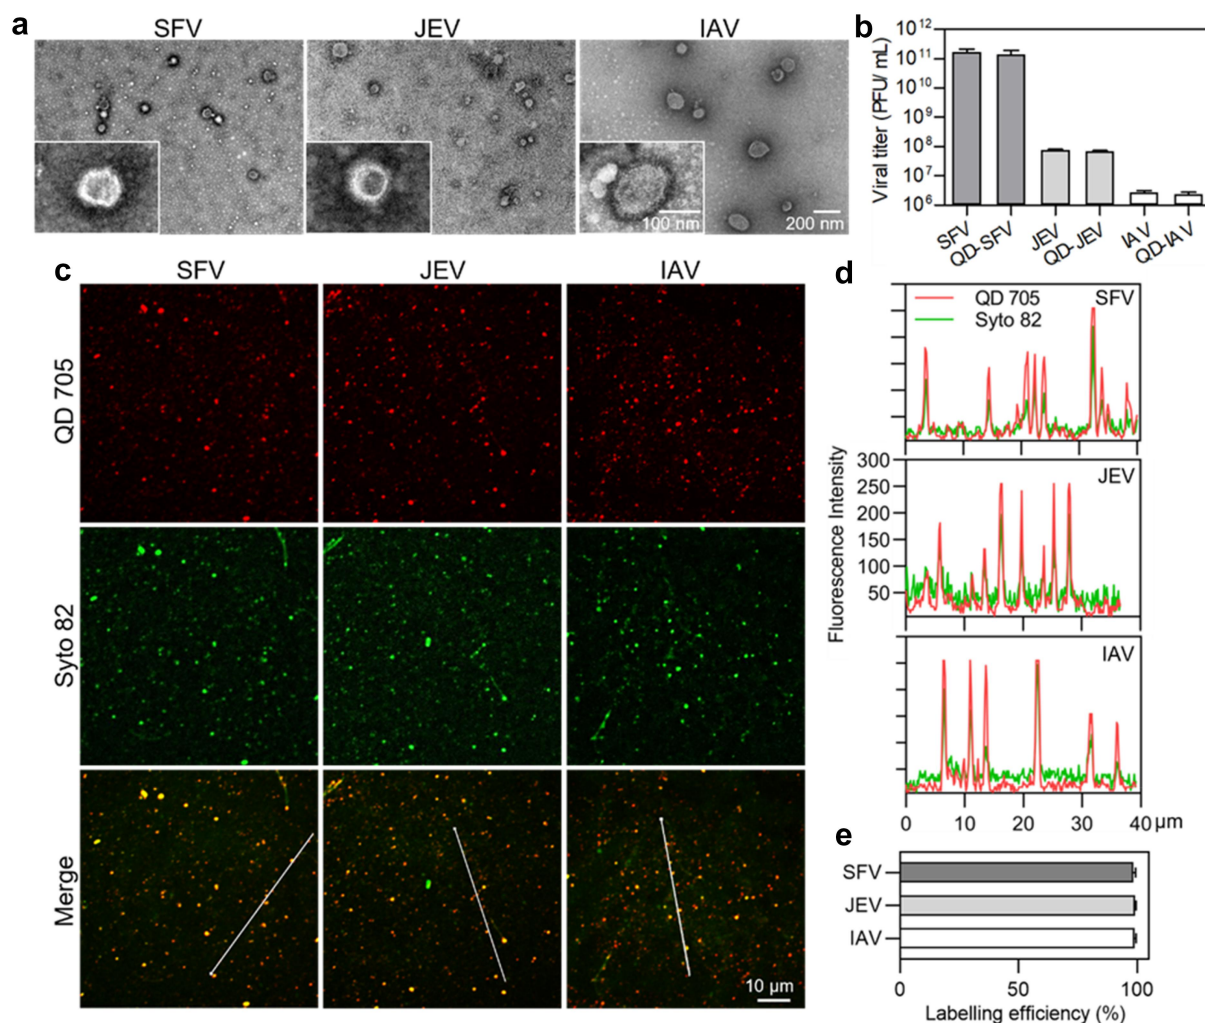 a
SFV
JEV
IAV
100 nm
200 nm
b
Viral titer (PFU/ mL)
10¹²
10¹¹
10¹⁰
10⁹
10⁸
10⁷
10⁶
SFV
QD-SFV
JEV
QD-JEV
IAV
QD-IAV
c
SFV
JEV
IAV
QD 705
Syto 82
Merge
10 µm
d
QD 705
Syto 82
SFV
JEV
IAV
Fluorescence Intensity
300
250
200
150
100
50
0 10 20 30 40 µm
e
SFV
JEV
IAV
0 50 100
Labelling efficiency (%)